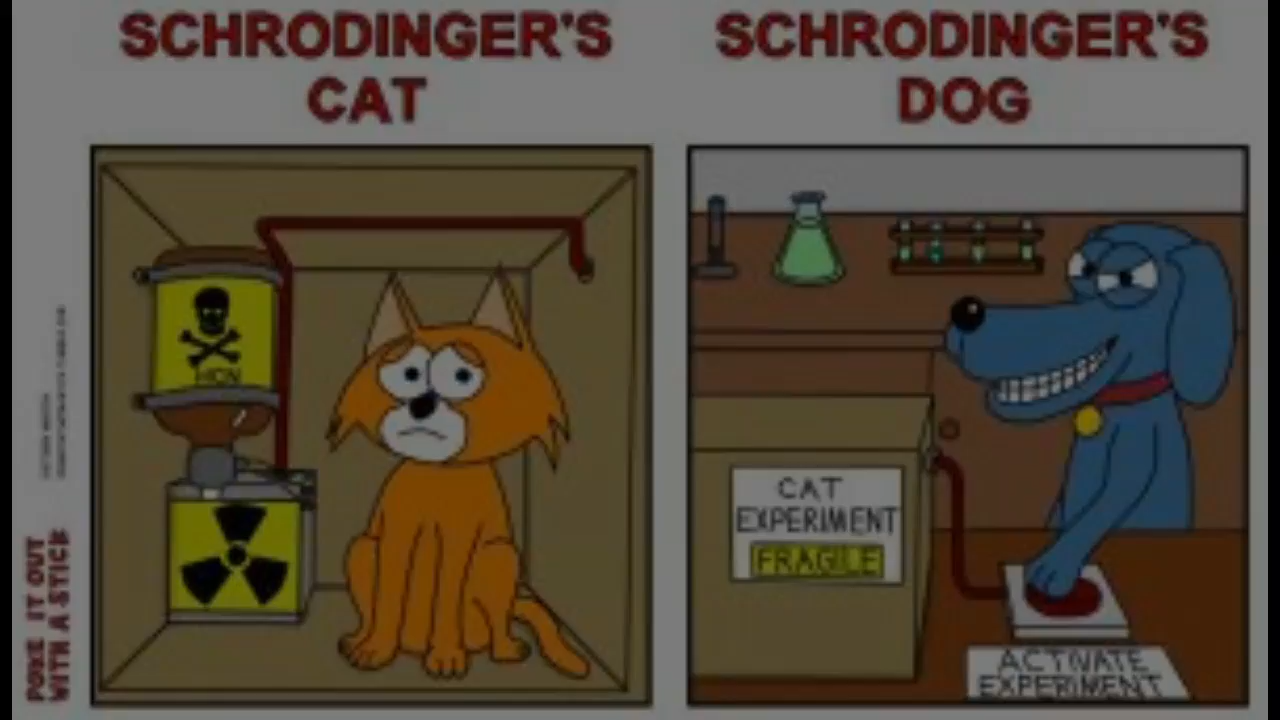 SCHRODINGER'S
CAT
HCN
SCHRODINGER'S
DOG
CAT
EXPERIMENT
FRAGILE
ACTIVATE
EXPERIMENT
POKE IT OUT
WITH A STICK